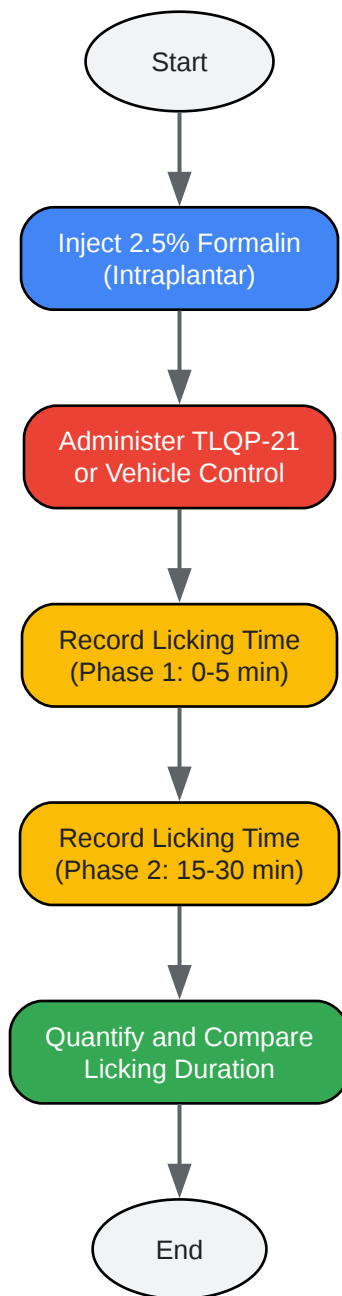 Start
Inject 2.5% Formalin
(Intraplantar)
Administer TLQP-21
or Vehicle Control
Record Licking Time
(Phase 1: 0-5 min)
Record Licking Time
(Phase 2: 15-30 min)
Quantify and Compare
Licking Duration
End